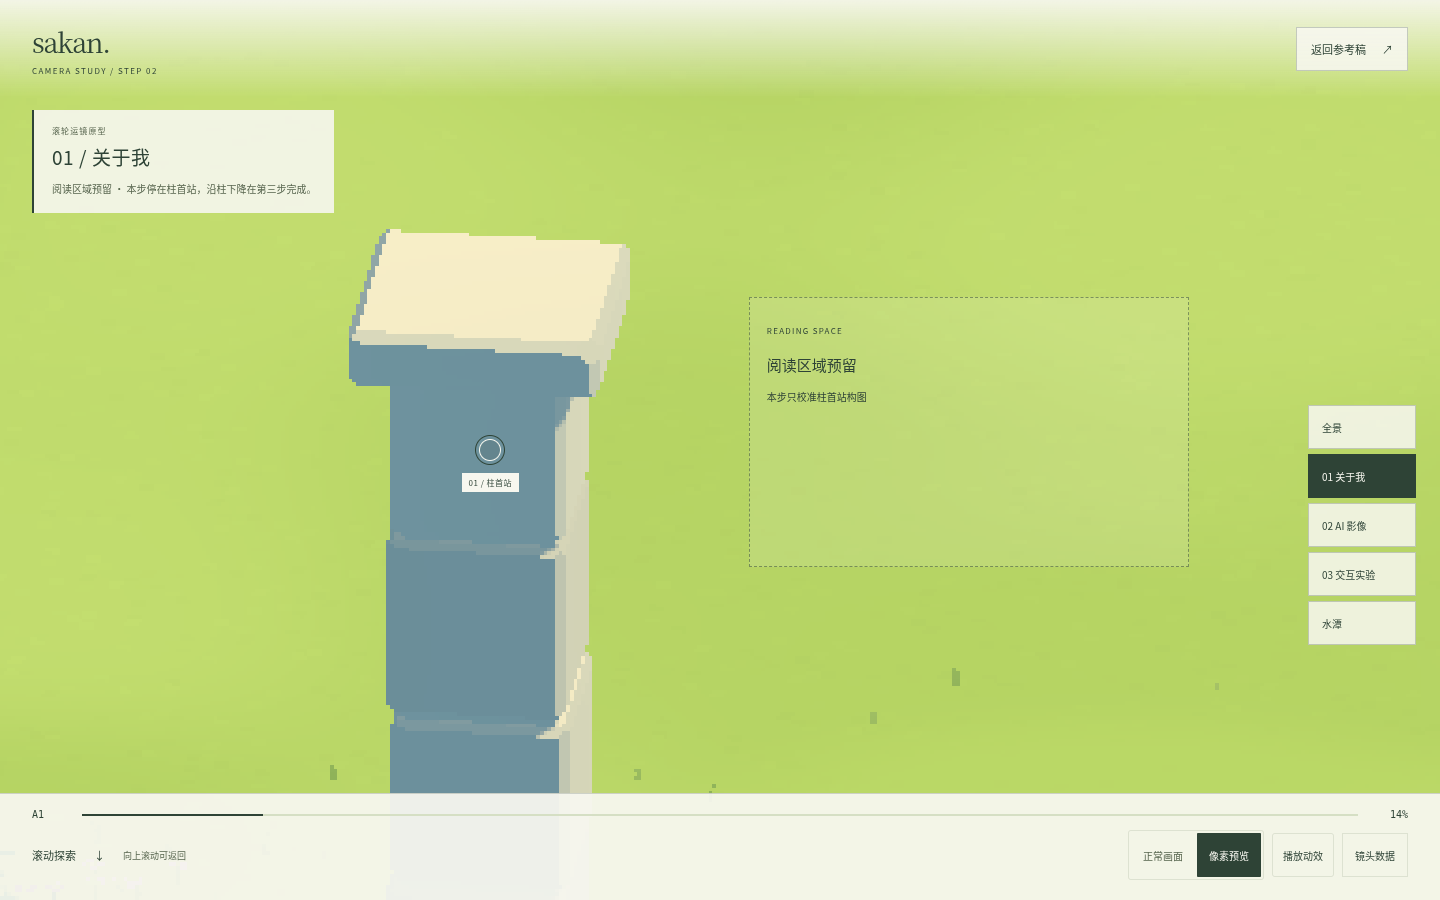 sakan.
CAMERA STUDY / STEP 02
返回参考稿 ↗
滚轮运镜原型
01 / 关于我
阅读区域预留 · 本步停在柱首站，沿柱下降在第三步完成。
READING SPACE
阅读区域预留
本步只校准柱首站构图
01 / 柱首站
全景
01 关于我
02 AI 影像
03 交互实验
水潭
A1
14%
滚动探索 ↓ 向上滚动可返回
正常画面
像素预览
播放动效
镜头数据